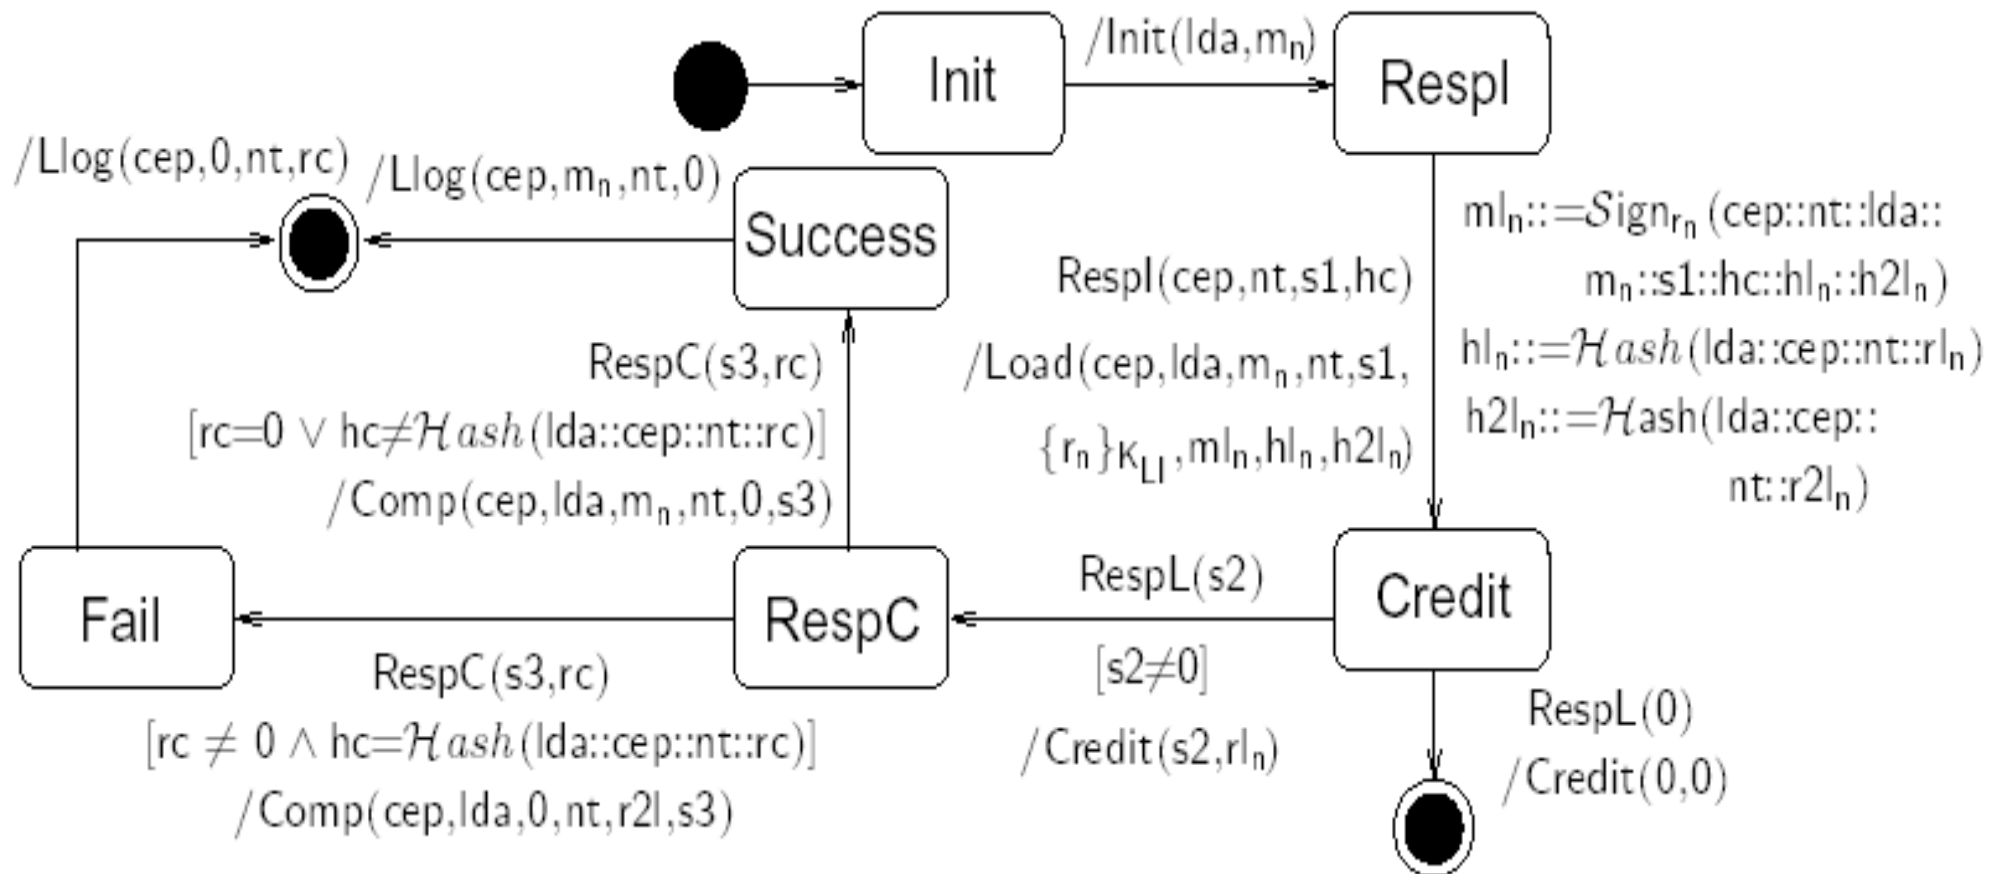 Init
/Init(lda,mₙ)
RespI
/Llog(cep,0,nt,rc)
/Llog(cep,mₙ,nt,0)
Success
mlₙ::=𝒮ignᵣₙ(cep::nt::lda::
mₙ::s1::hc::hlₙ::h2lₙ)
hlₙ::=ℋash(lda::cep::nt::rlₙ)
h2lₙ::=ℋash(lda::cep::
nt::r2lₙ)
RespI(cep,nt,s1,hc)
/Load(cep,lda,mₙ,nt,s1,
{rₙ}K_LI,mlₙ,hlₙ,h2lₙ)
RespC(s3,rc)
[rc=0 ∨ hc≠ℋash(lda::cep::nt::rc)]
/Comp(cep,lda,mₙ,nt,0,s3)
Fail
RespC
Credit
RespL(s2)
[s2≠0]
/Credit(s2,rlₙ)
RespC(s3,rc)
[rc ≠ 0 ∧ hc=ℋash(lda::cep::nt::rc)]
/Comp(cep,lda,0,nt,r2l,s3)
RespL(0)
/Credit(0,0)